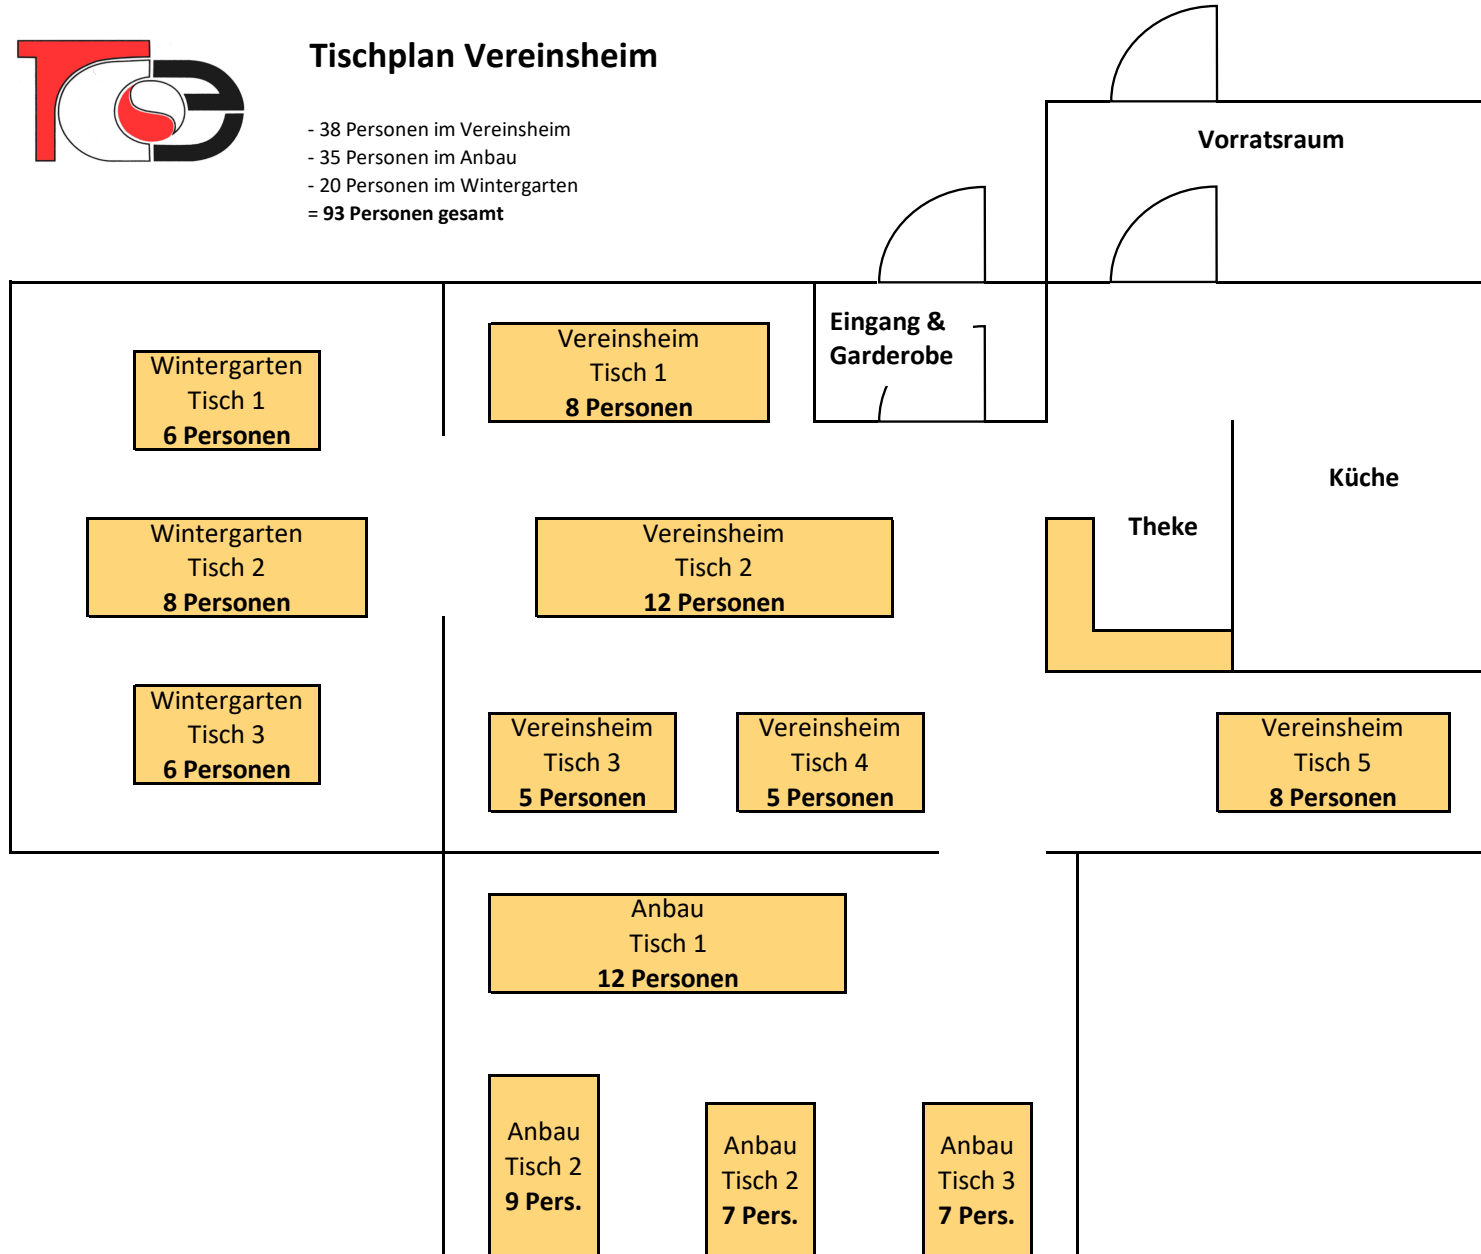 Tischplan Vereinsheim
- 38 Personen im Vereinsheim
- 35 Personen im Anbau
- 20 Personen im Wintergarten
= 93 Personen gesamt
Vorratsraum
Eingang &
Garderobe
Wintergarten
Tisch 1
6 Personen
Vereinsheim
Tisch 1
8 Personen
Küche
Theke
Wintergarten
Tisch 2
8 Personen
Vereinsheim
Tisch 2
12 Personen
Wintergarten
Tisch 3
6 Personen
Vereinsheim
Tisch 3
5 Personen
Vereinsheim
Tisch 4
5 Personen
Vereinsheim
Tisch 5
8 Personen
Anbau
Tisch 1
12 Personen
Anbau
Tisch 2
9 Pers.
Anbau
Tisch 2
7 Pers.
Anbau
Tisch 3
7 Pers.